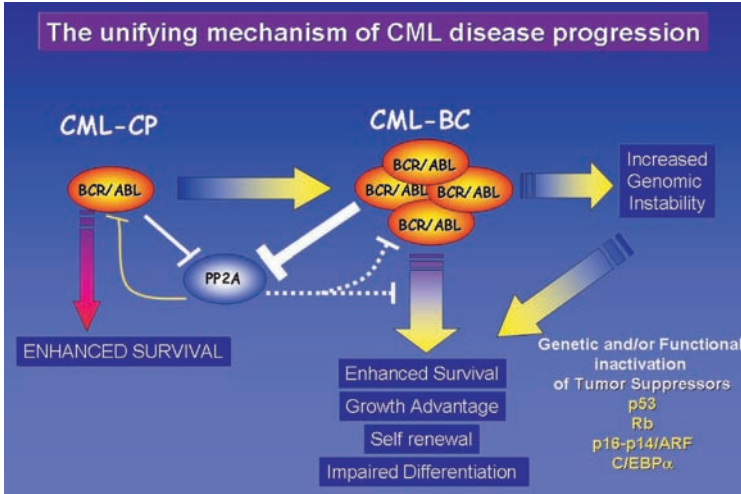 The unifying mechanism of CML disease progression
CML-CP
CML-BC
BCR/ABL
BCR/ABL
BCR/ABL
BCR/ABL
BCR/ABL
Increased
Genomic
Instability
PP2A
ENHANCED SURVIVAL
Enhanced Survival
Growth Advantage
Self renewal
Impaired Differentiation
Genetic and/or Functional
inactivation
of Tumor Suppressors
p53
Rb
p16-p14/ARF
C/EBPα